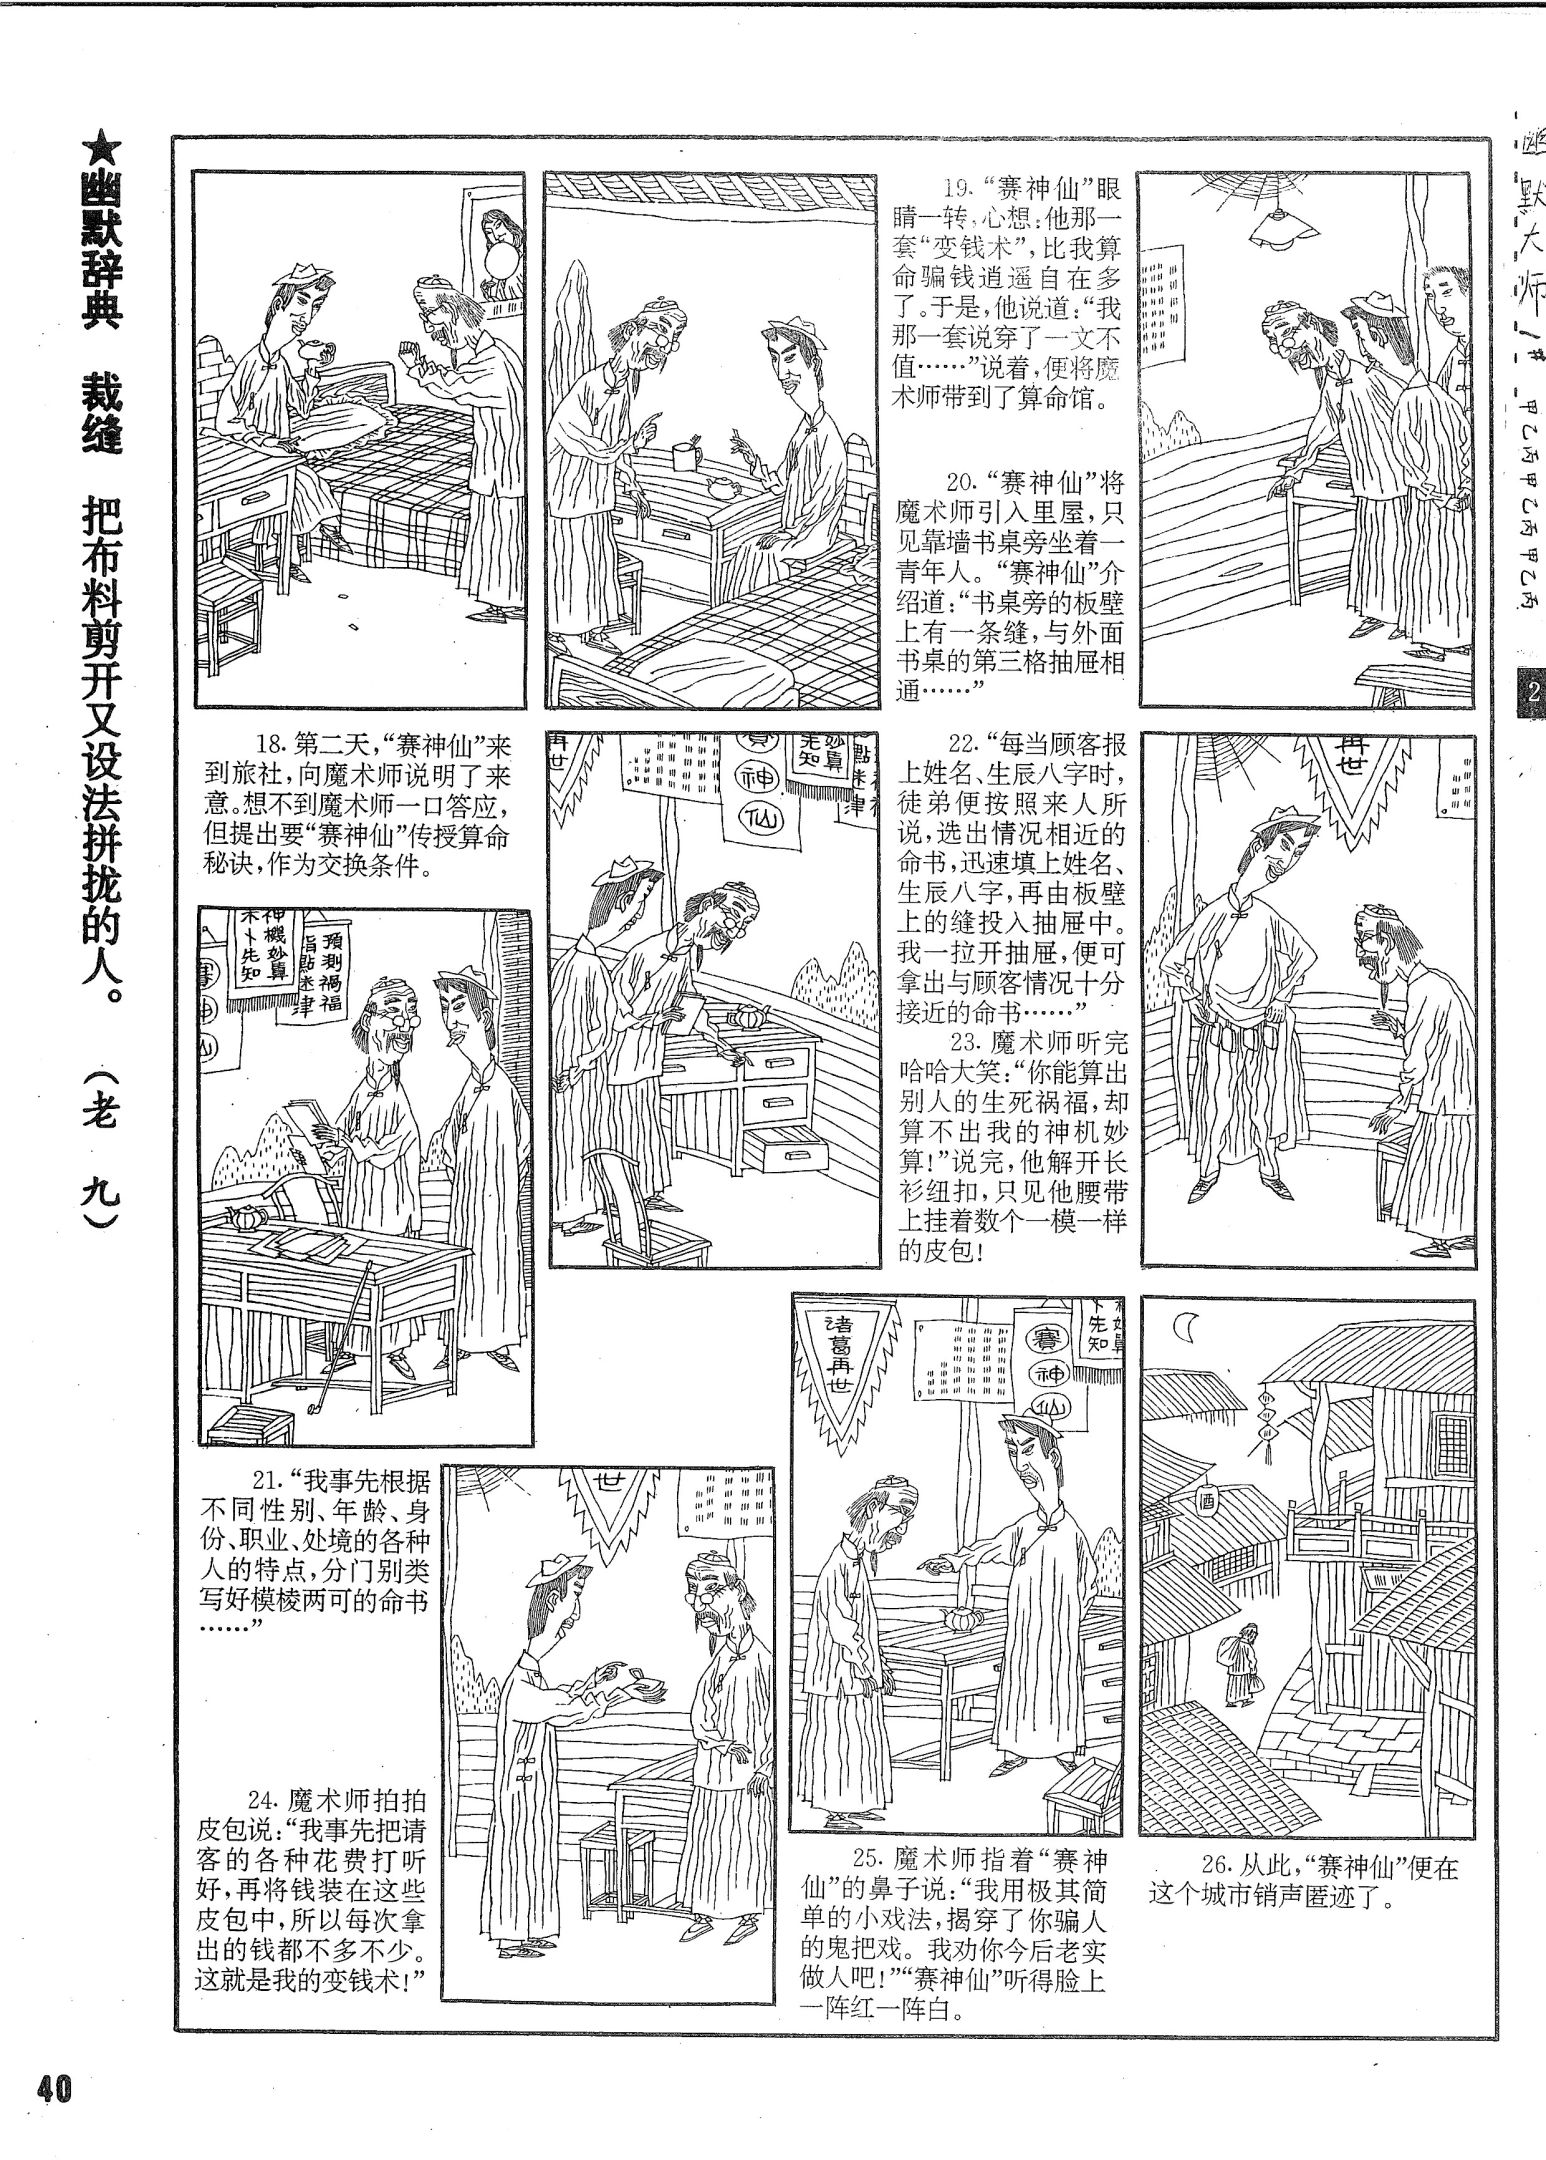 ★幽默辞典　裁缝　把布料剪开又设法拼拢的人。　（老　九）
18. 第二天，“赛神仙”来
到旅社，向魔术师说明了来
意。想不到魔术师一口答应，
但提出要“赛神仙”传授算命
秘诀，作为交换条件。
19. “赛神仙”眼
睛一转，心想：他那一
套“变钱术”，比我算
命骗钱逍遥自在多
了。于是，他说道：“我
那一套说穿了一文不
值……”说着，便将魔
术师带到了算命馆。
20. “赛神仙”将
魔术师引入里屋，只
见靠墙书桌旁坐着一
青年人。“赛神仙”介
绍道：“书桌旁的板壁
上有一条缝，与外面
书桌的第三格抽屉相
通……”
神機妙算
未卜先知
預測禍福
指點迷津
賽
神
仙
21. “我事先根据
不同性别、年龄、身
份、职业、处境的各种
人的特点，分门别类
写好模棱两可的命书
……”
再世
賽
神
仙
妙算
先知
點迷津
22. “每当顾客报
上姓名、生辰八字时，
徒弟便按照来人所
说，选出情况相近的
命书，迅速填上姓名、
生辰八字，再由板壁
上的缝投入抽屉中。
我一拉开抽屉，便可
拿出与顾客情况十分
接近的命书……”
23. 魔术师听完
哈哈大笑：“你能算出
别人的生死祸福，却
算不出我的神机妙
算！”说完，他解开长
衫纽扣，只见他腰带
上挂着数个一模一样
的皮包！
再世
24. 魔术师拍拍
皮包说：“我事先把请
客的各种花费打听
好，再将钱装在这些
皮包中，所以每次拿
出的钱都不多不少。
这就是我的变钱术！”
世
诸葛再世
賽
神
仙
妙算
卜先知
25. 魔术师指着“赛神
仙”的鼻子说：“我用极其简
单的小戏法，揭穿了你骗人
的鬼把戏。我劝你今后老实
做人吧！”“赛神仙”听得脸上
一阵红一阵白。
酒
26. 从此，“赛神仙”便在
这个城市销声匿迹了。
幽默大师1#
甲乙丙甲乙丙甲乙丙
2
40